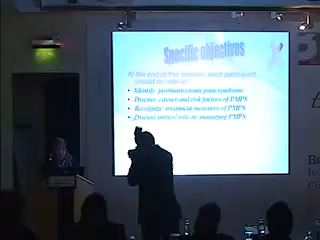 Specific objectives
At the end of this session, each participant
should be able to:
• Identify postmastectomy pain syndrome
• Discuss causes and risk factors of PMPS
• Recognize treatment measures of PMPS
• Discuss nurses' role in managing PMPS